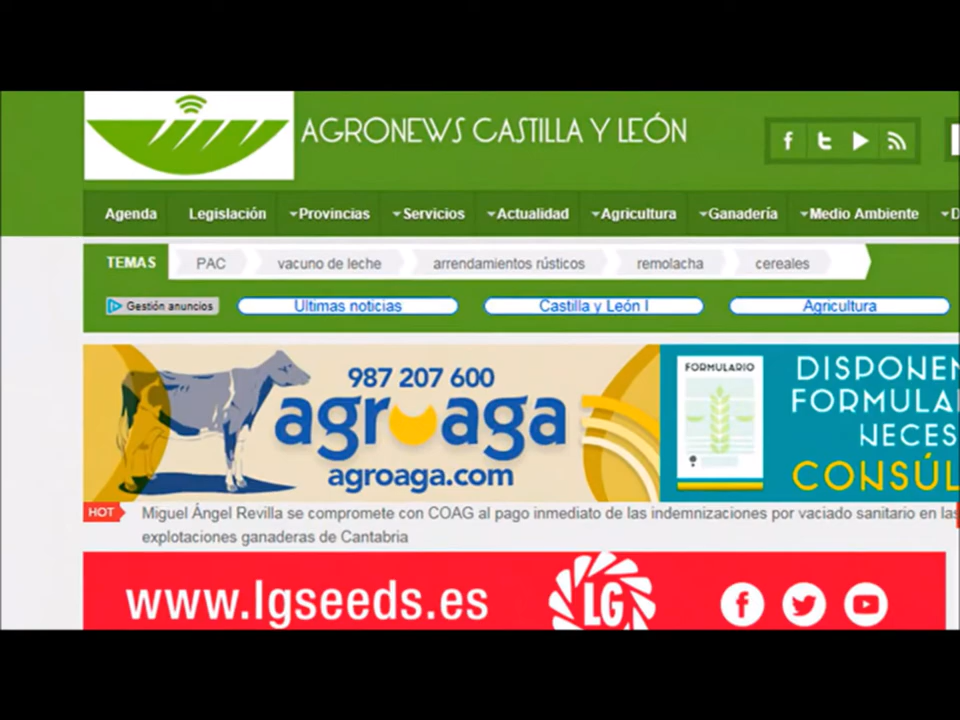 AGRONEWS CASTILLA Y LEÓN
Agenda Legislación Provincias Servicios Actualidad Agricultura Ganadería Medio Ambiente D
TEMAS PAC vacuno de leche arrendamientos rústicos remolacha cereales
Gestión anuncios Ultimas noticias Castilla y León I Agricultura
987 207 600
agroaga
agroaga.com
FORMULARIO
DISPONEN
FORMULA
NECES
CONSÚL
HOT Miguel Ángel Revilla se compromete con COAG al pago inmediato de las indemnizaciones por vaciado sanitario en las
explotaciones ganaderas de Cantabria
www.lgseeds.es LG